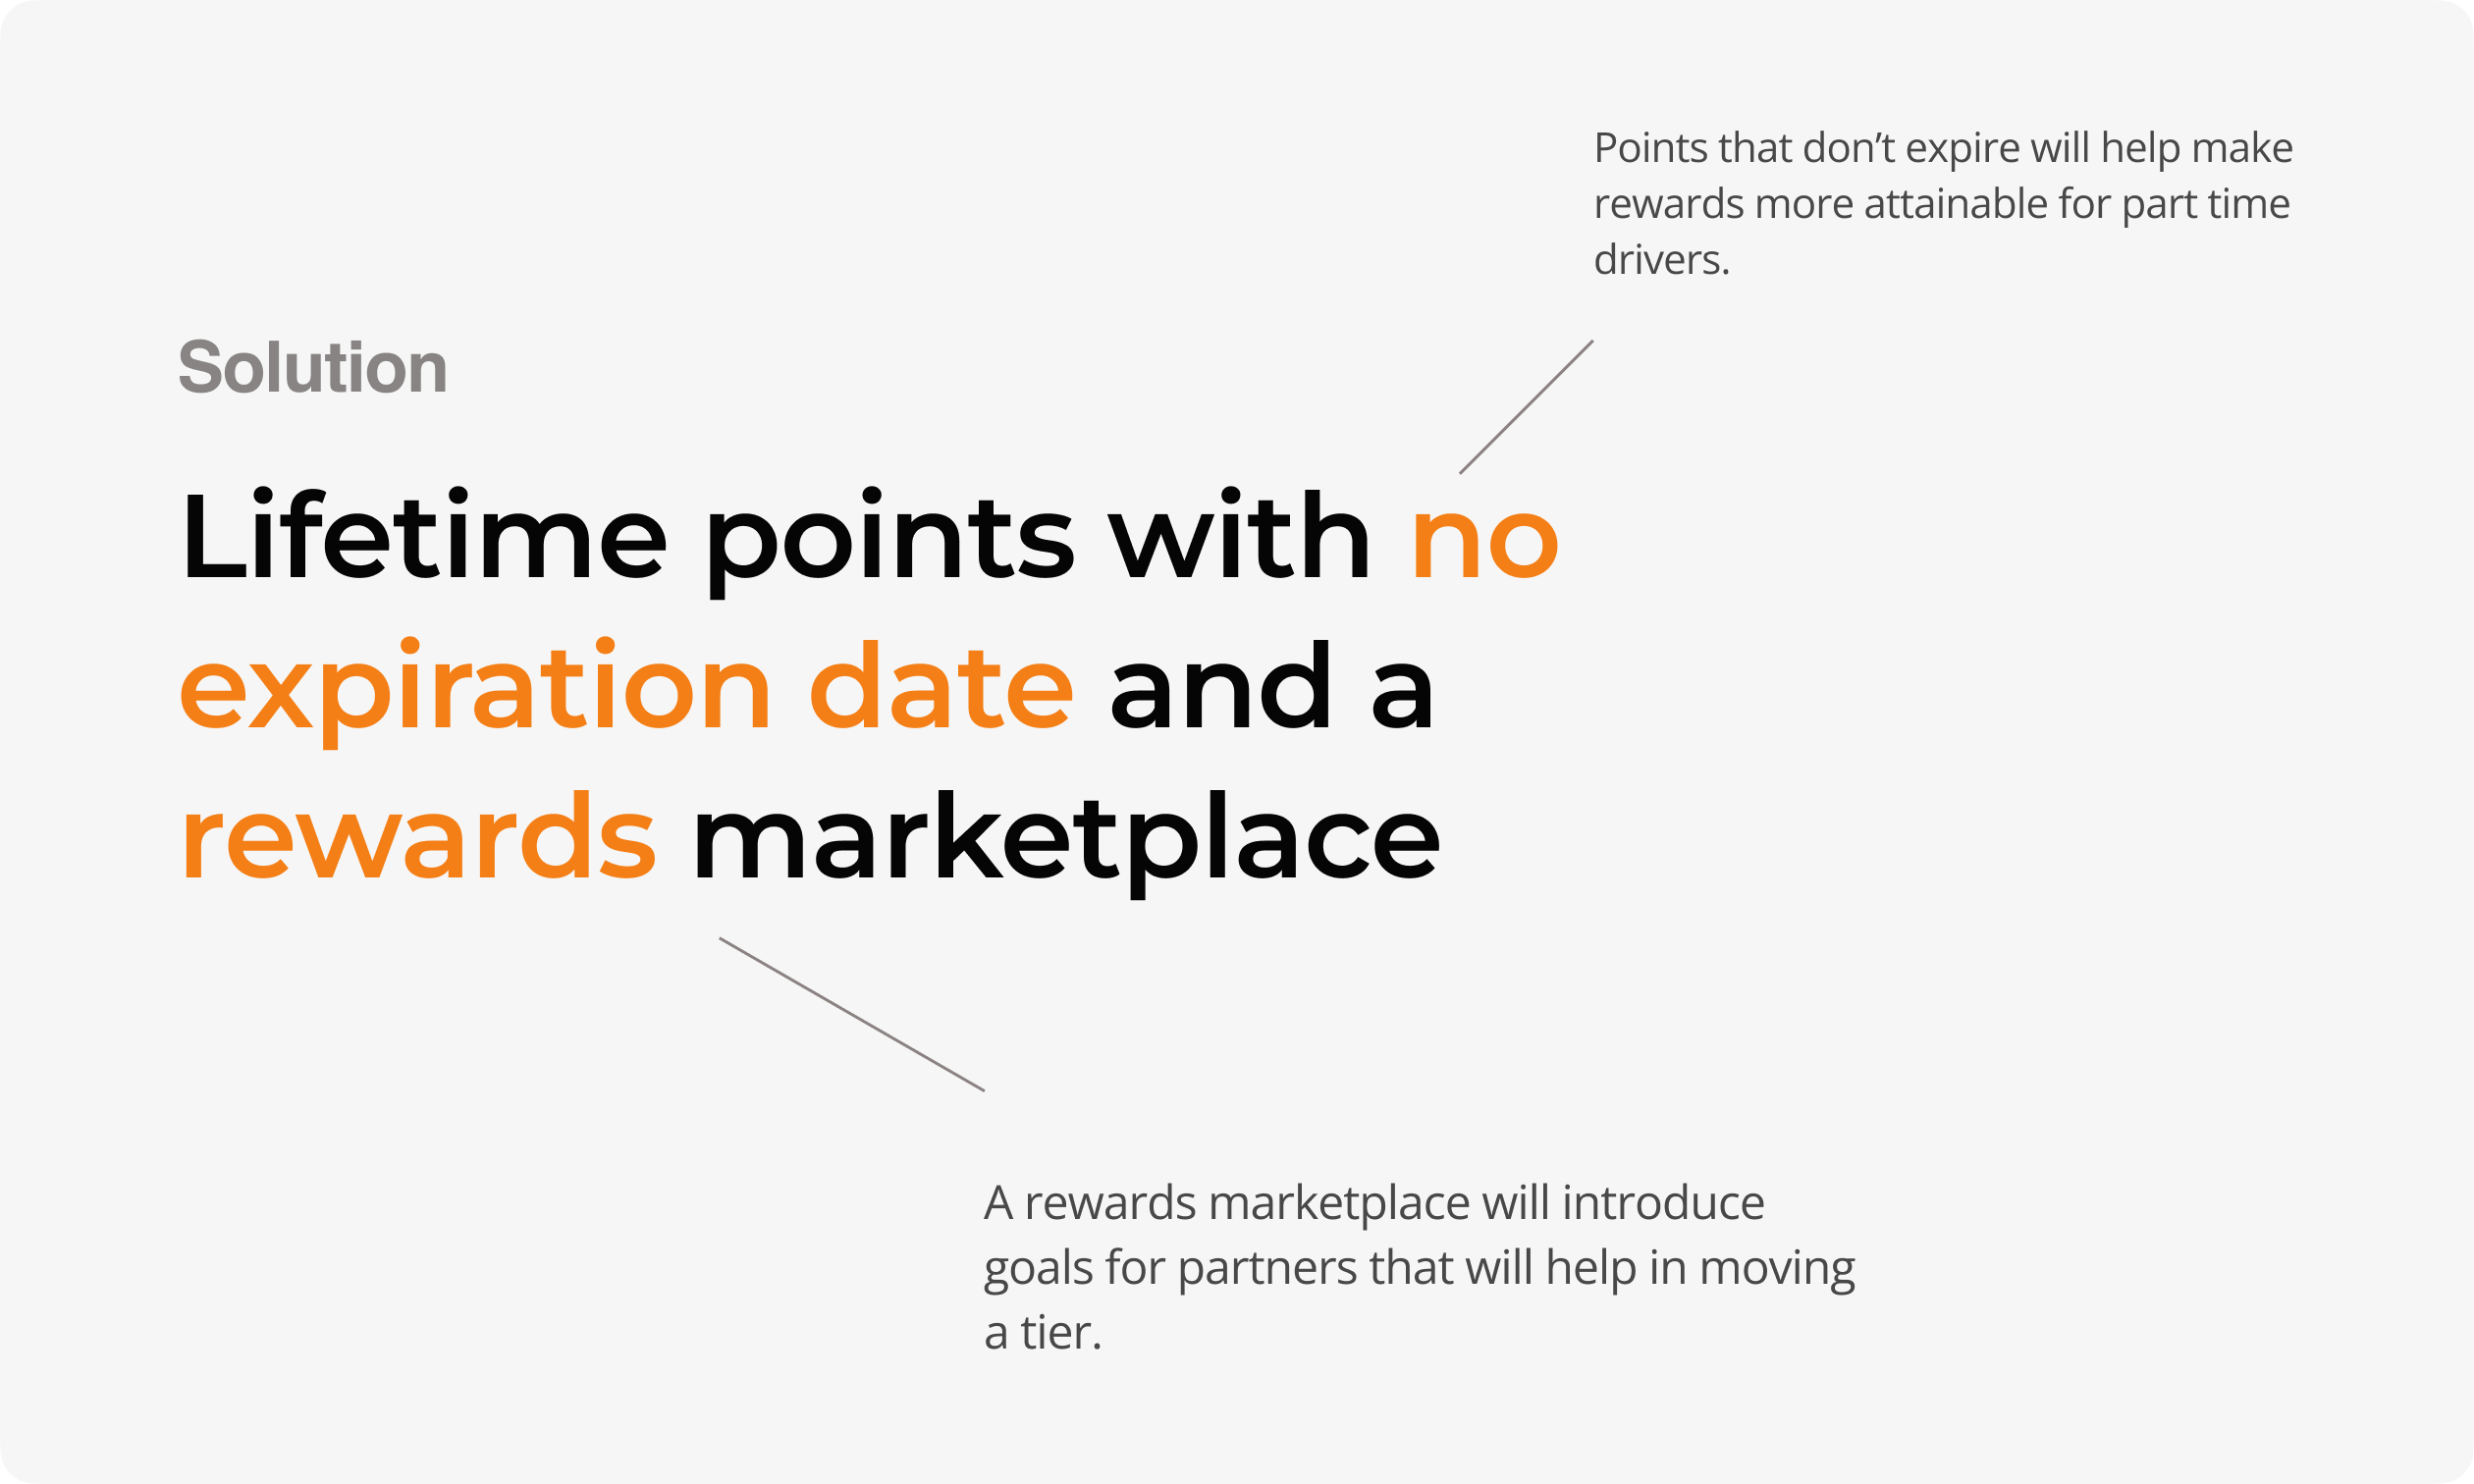 Points that don’t expire will help make
rewards more attainable for part time
drivers.
Solution
Lifetime points with no
expiration date and a
rewards marketplace
A rewards marketplace will introduce
goals for partners that will help in moving
a tier.